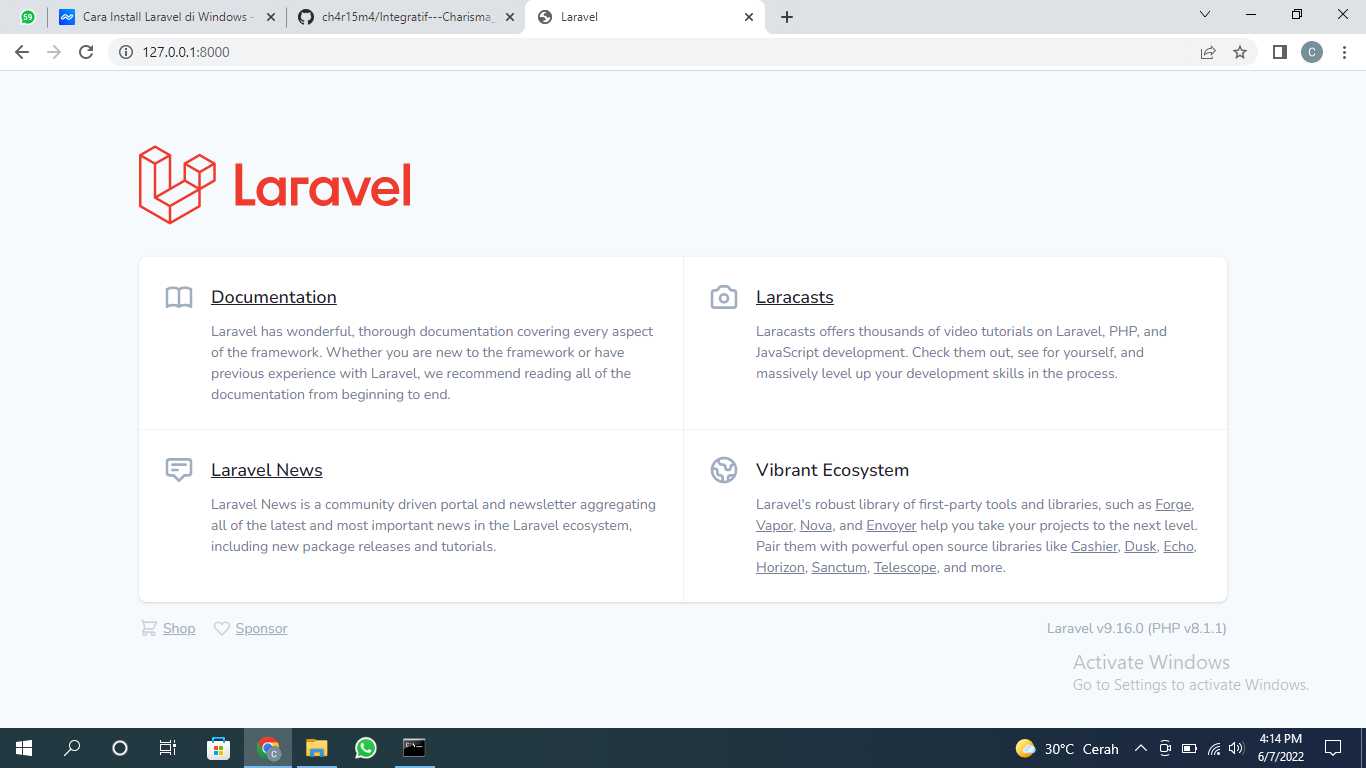 59
Cara Install Laravel di Windows -
ch4r15m4/Integratif---Charisma_
Laravel
127.0.0.1:8000
C
Laravel
Documentation
Laravel has wonderful, thorough documentation covering every aspect
of the framework. Whether you are new to the framework or have
previous experience with Laravel, we recommend reading all of the
documentation from beginning to end.
Laracasts
Laracasts offers thousands of video tutorials on Laravel, PHP, and
JavaScript development. Check them out, see for yourself, and
massively level up your development skills in the process.
Laravel News
Laravel News is a community driven portal and newsletter aggregating
all of the latest and most important news in the Laravel ecosystem,
including new package releases and tutorials.
Vibrant Ecosystem
Laravel's robust library of first-party tools and libraries, such as Forge,
Vapor, Nova, and Envoyer help you take your projects to the next level.
Pair them with powerful open source libraries like Cashier, Dusk, Echo,
Horizon, Sanctum, Telescope, and more.
Shop
Sponsor
Laravel v9.16.0 (PHP v8.1.1)
Activate Windows
Go to Settings to activate Windows.
C
30°C Cerah
4:14 PM
6/7/2022